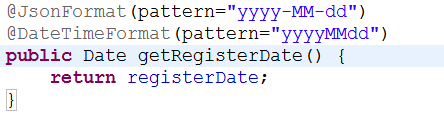 @JsonFormat(pattern="yyyy-MM-dd")
@DateTimeFormat(pattern="yyyyMMdd")
public Date getRegisterDate() {
    return registerDate;
}